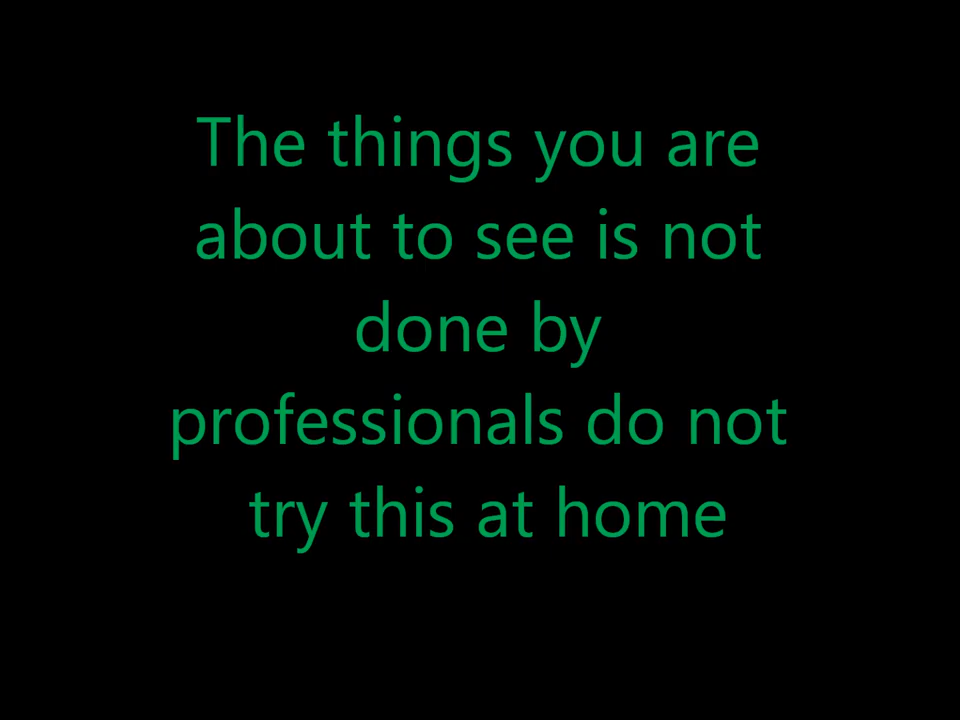 The things you are
about to see is not
done by
professionals do not
try this at home